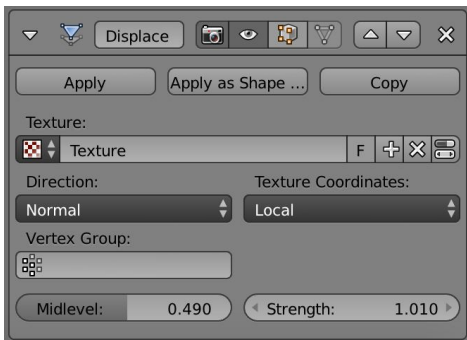 Displace
Apply Apply as Shape ... Copy
Texture:
Texture F
Direction: Texture Coordinates:
Normal Local
Vertex Group:
Midlevel: 0.490 Strength: 1.010